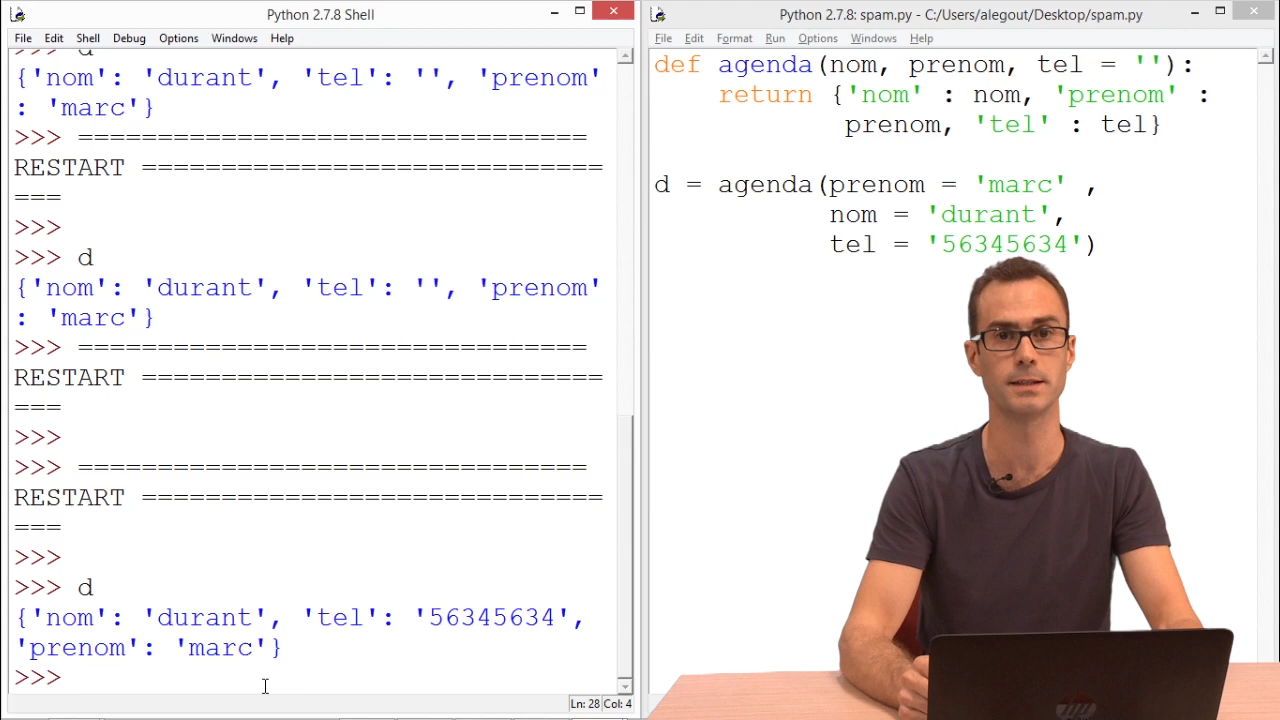 Python 2.7.8 Shell
File Edit Shell Debug Options Windows Help
>>> d
{'nom': 'durant', 'tel': '', 'prenom'
: 'marc'}
>>> ================================
RESTART =============================
===
>>>
>>> d
{'nom': 'durant', 'tel': '', 'prenom'
: 'marc'}
>>> ================================
RESTART =============================
===
>>>
>>> ================================
RESTART =============================
===
>>>
>>> d
{'nom': 'durant', 'tel': '56345634',
'prenom': 'marc'}
>>>
Ln: 28 Col: 4
Python 2.7.8: spam.py - C:/Users/alegout/Desktop/spam.py
File Edit Format Run Options Windows Help
def agenda(nom, prenom, tel = ''):
    return {'nom' : nom, 'prenom' :
            prenom, 'tel' : tel}
d = agenda(prenom = 'marc' ,
           nom = 'durant',
           tel = '56345634')
hp